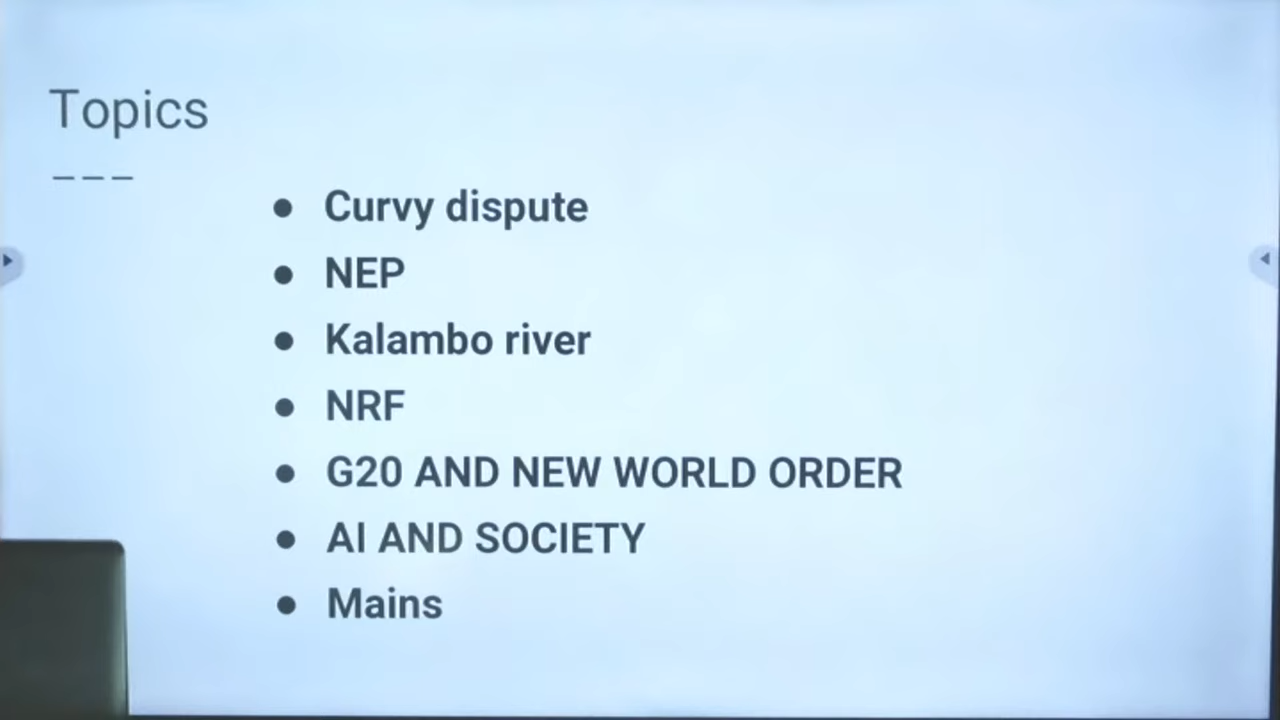 Topics
---
Curvy dispute
NEP
Kalambo river
NRF
G20 AND NEW WORLD ORDER
AI AND SOCIETY
Mains